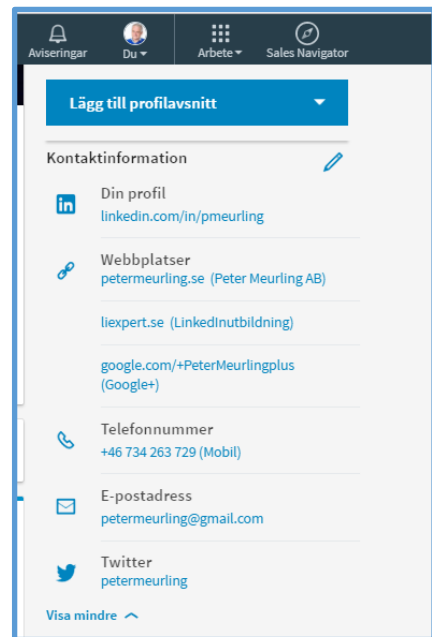 Aviseringar Du Arbete Sales Navigator
Lägg till profilavsnitt
Kontaktinformation
in
Din profil
linkedin.com/in/pmeurling
Webbplatser
petermeurling.se (Peter Meurling AB)
liexpert.se (LinkedInutbildning)
google.com/+PeterMeurlingplus
(Google+)
Telefonnummer
+46 734 263 729 (Mobil)
E-postadress
petermeurling@gmail.com
Twitter
petermeurling
Visa mindre